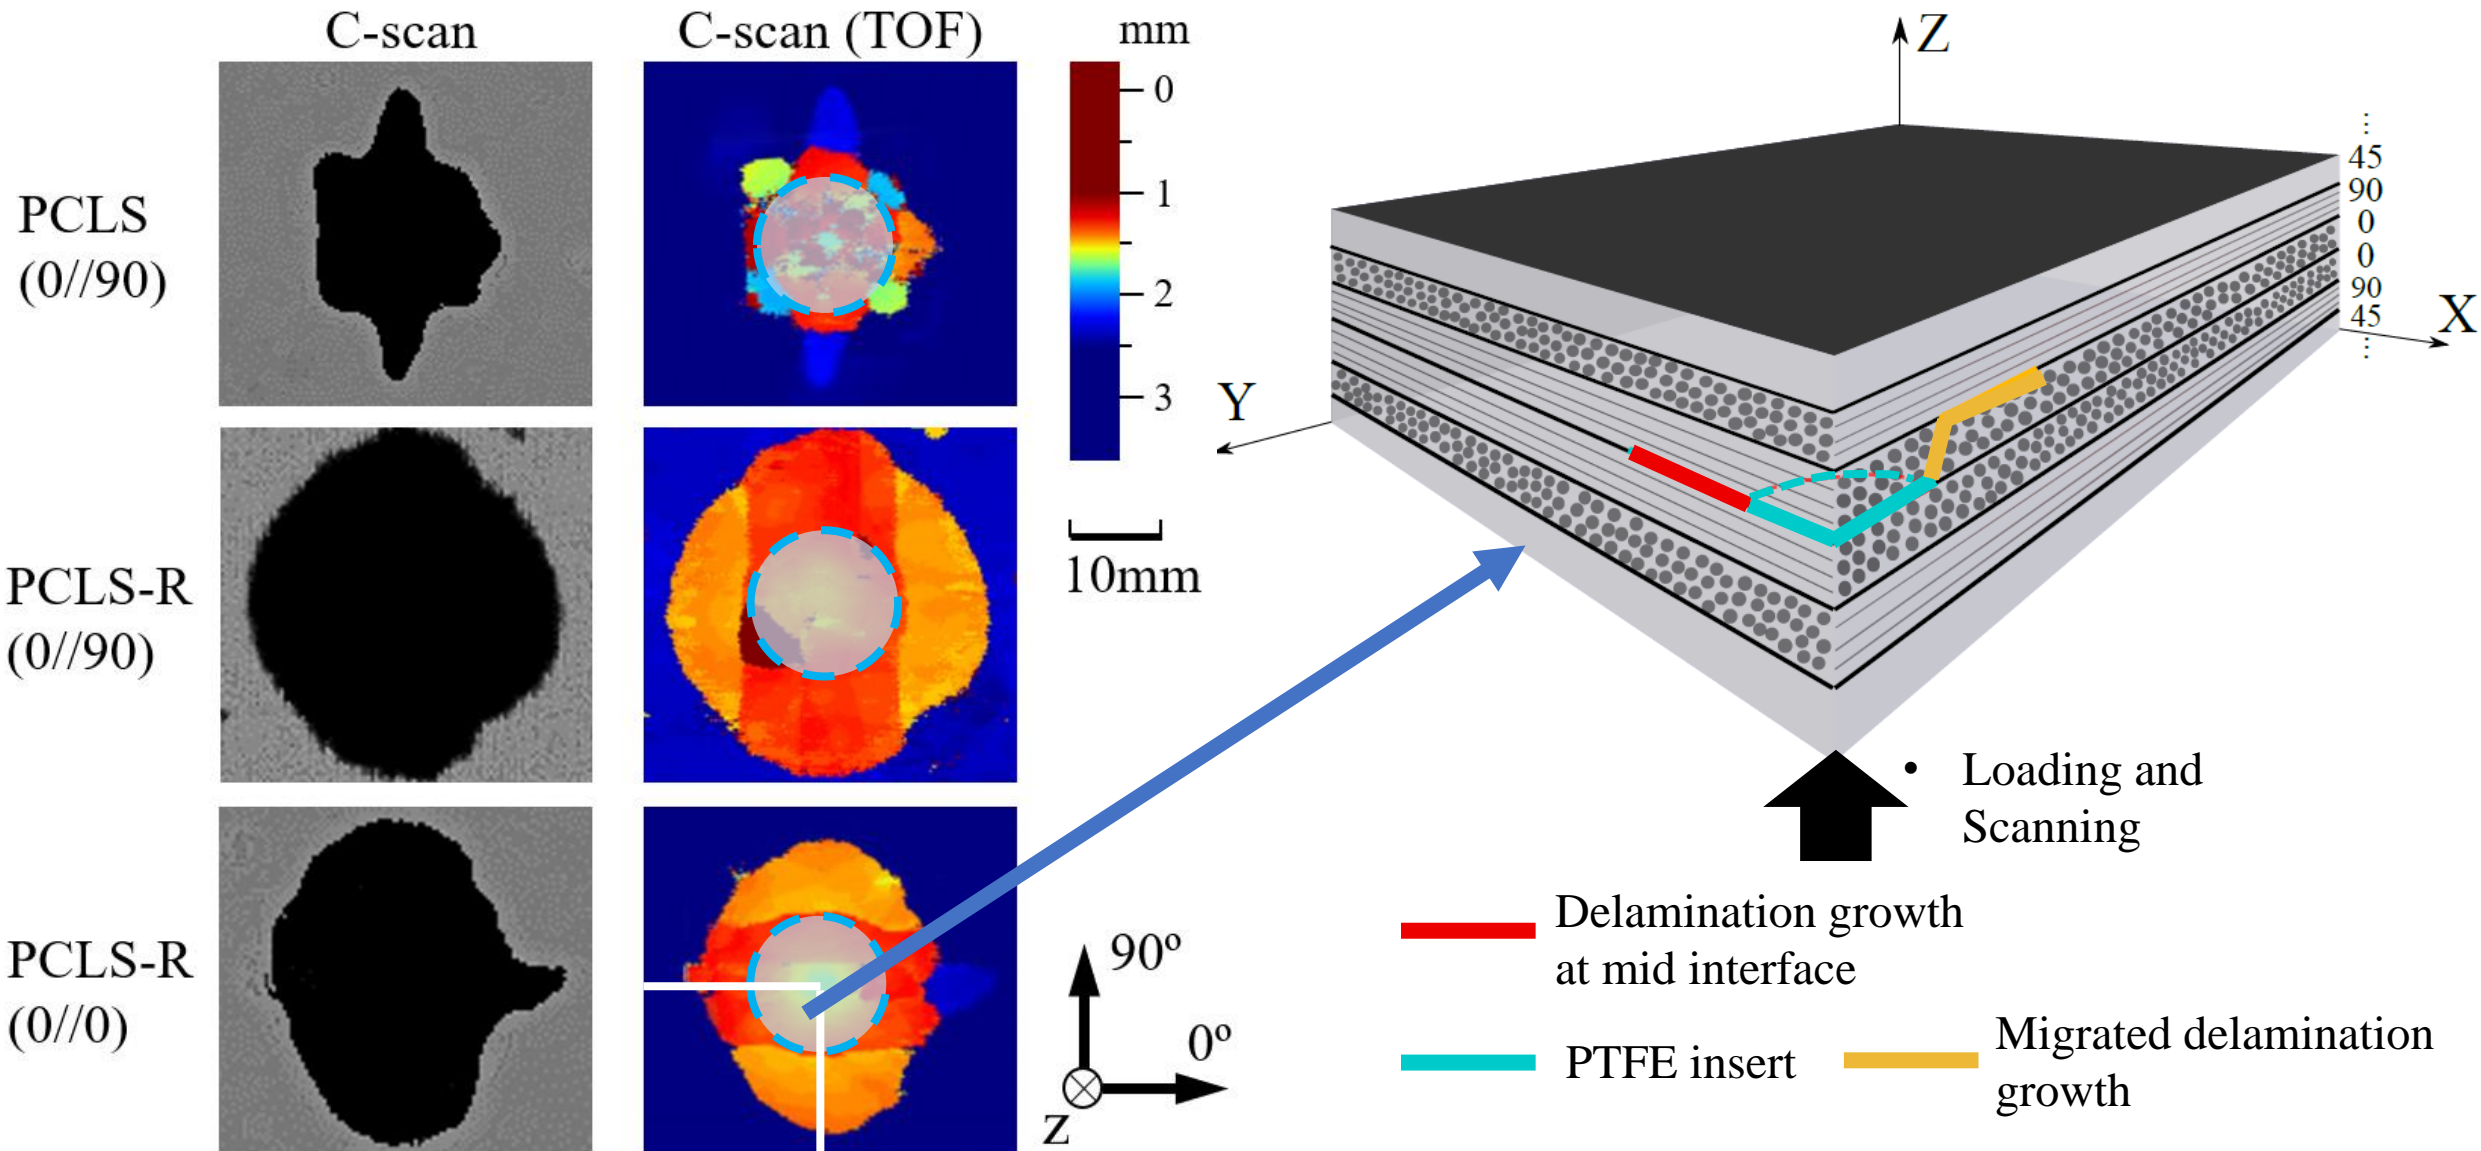 C-scan
C-scan (TOF)
mm
0
1
2
3
10mm
PCLS
(0//90)
PCLS-R
(0//90)
PCLS-R
(0//0)
90º
0º
z
Z
X
Y
⋮
45
90
0
0
90
45
⋮
• Loading and
Scanning
Delamination growth
at mid interface
PTFE insert
Migrated delamination
growth